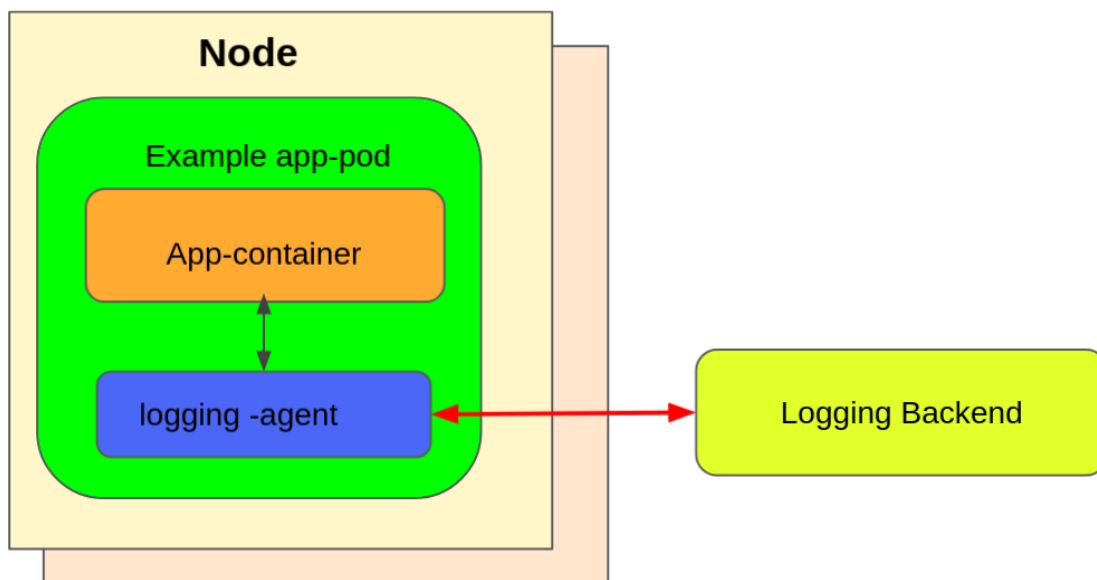 Node
Example app-pod
App-container
logging -agent
Logging Backend